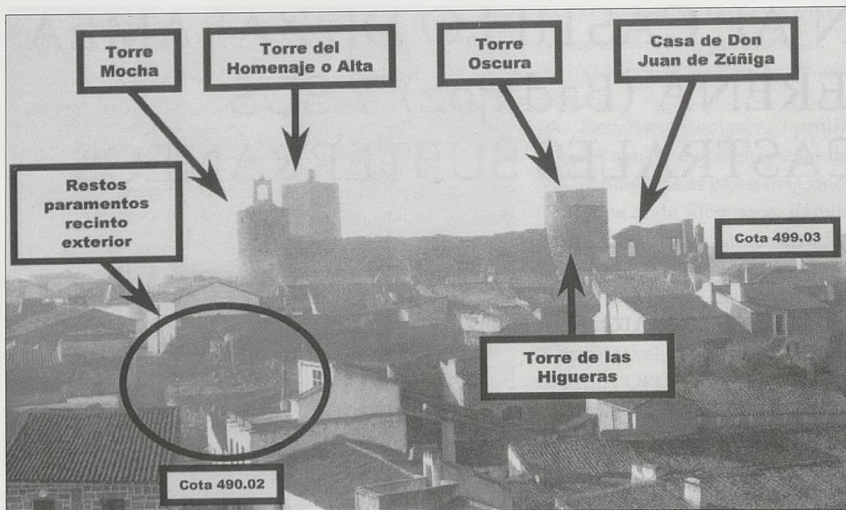 Torre
Mocha
Torre del
Homenaje o Alta
Torre
Oscura
Casa de Don
Juan de Zúñiga
Restos
paramentos
recinto
exterior
Cota 499.03
Torre de las
Higueras
Cota 490.02